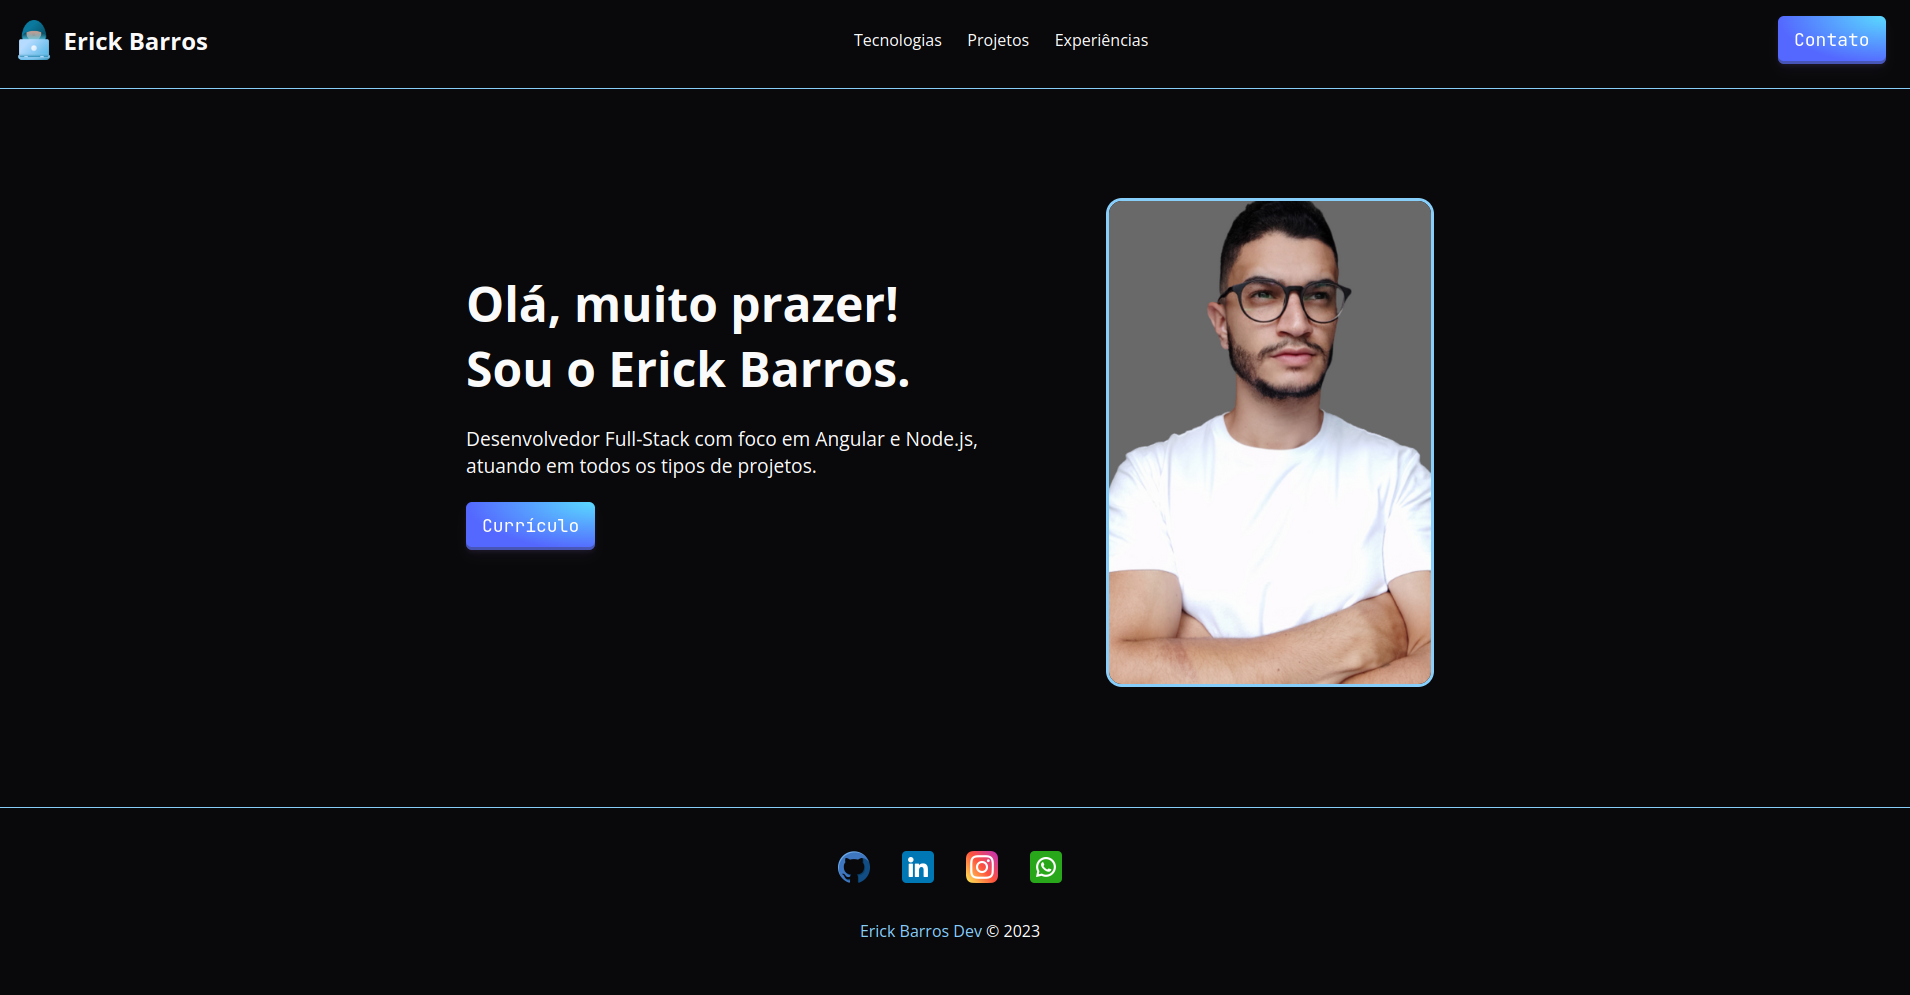 Erick Barros
Tecnologias Projetos Experiências
Contato
Olá, muito prazer!
Sou o Erick Barros.
Desenvolvedor Full-Stack com foco em Angular e Node.js,
atuando em todos os tipos de projetos.
Currículo
in
Erick Barros Dev © 2023